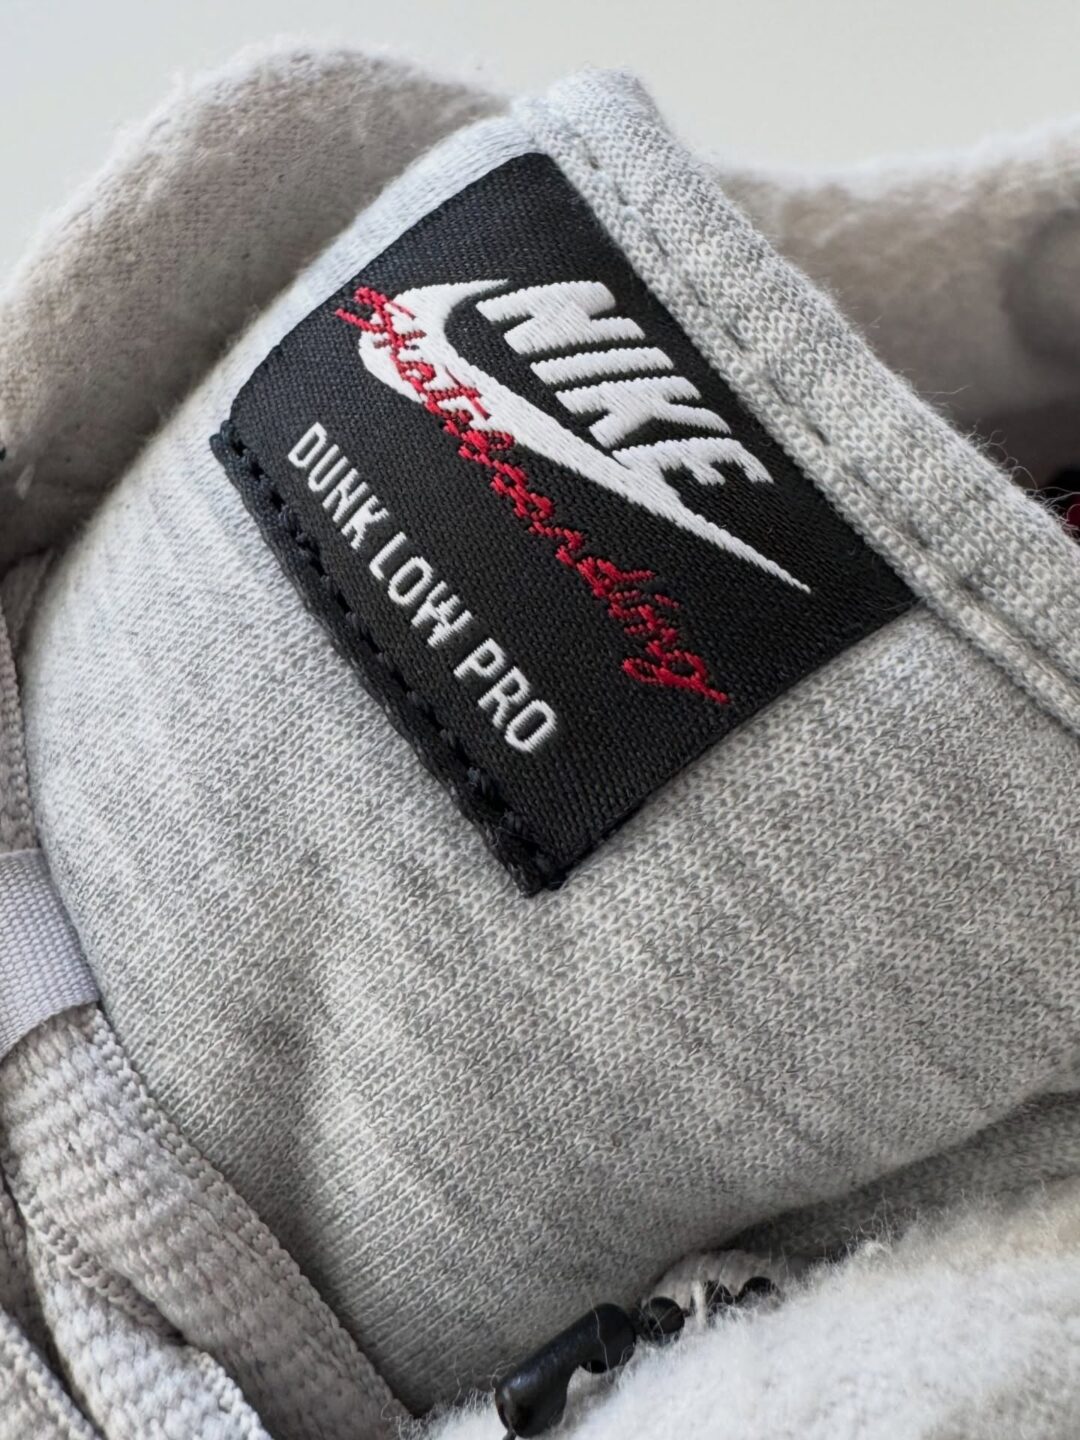 NIKE
Skateboarding
DUNK LOW PRO